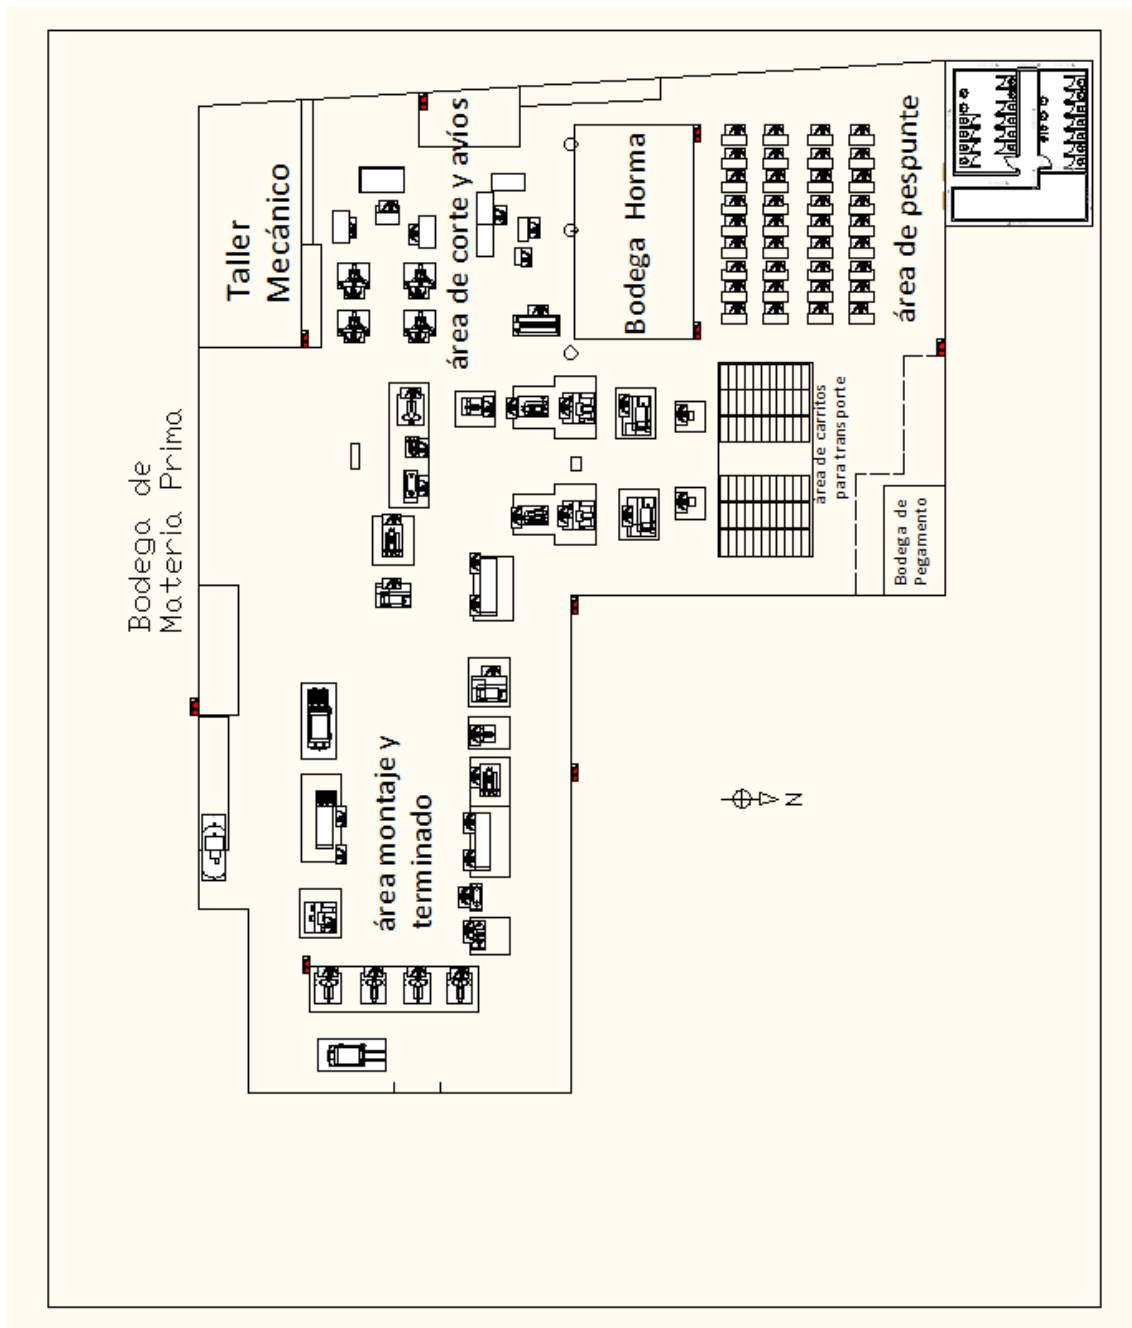 Taller
Mecánico
área de corte y avíos
Bodega Horma
área de pespunte
Bodega de
Materia Prima
área de carritos
para transporte
Bodega de
Pegamento
área montaje y
terminado
N